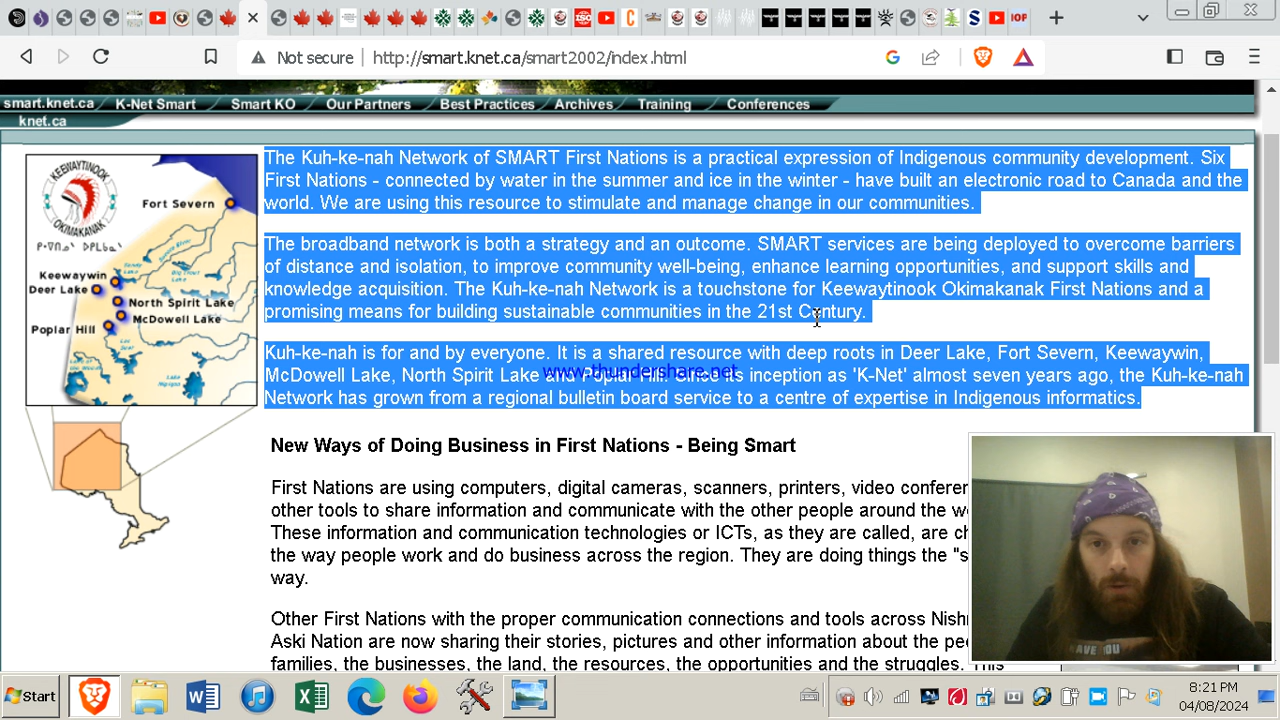 Not secure
http://smart.knet.ca/smart2002/index.html
smart.knet.ca K-Net Smart Smart KO Our Partners Best Practices Archives Training Conferences
knet.ca
KEEWAYTINOOK
OKIMAKANAK
Fort Severn
Keewaywin
Deer Lake
North Spirit Lake
McDowell Lake
Poplar Hill
The Kuh-ke-nah Network of SMART First Nations is a practical expression of Indigenous community development. Six
First Nations - connected by water in the summer and ice in the winter - have built an electronic road to Canada and the
world. We are using this resource to stimulate and manage change in our communities.
The broadband network is both a strategy and an outcome. SMART services are being deployed to overcome barriers
of distance and isolation, to improve community well-being, enhance learning opportunities, and support skills and
knowledge acquisition. The Kuh-ke-nah Network is a touchstone for Keewaytinook Okimakanak First Nations and a
promising means for building sustainable communities in the 21st Century.
Kuh-ke-nah is for and by everyone. It is a shared resource with deep roots in Deer Lake, Fort Severn, Keewaywin,
McDowell Lake, North Spirit Lake and Poplar Hill. Since its inception as 'K-Net' almost seven years ago, the Kuh-ke-nah
www.thundershare.net
Network has grown from a regional bulletin board service to a centre of expertise in Indigenous informatics.
New Ways of Doing Business in First Nations - Being Smart
First Nations are using computers, digital cameras, scanners, printers, video
other tools to share information and communicate with the other people around the
These information and communication technologies or ICTs, as they are called, are
the way people work and do business across the region. They are doing things the
way.
Other First Nations with the proper communication connections and tools across
Aski Nation are now sharing their stories, pictures and other information about the
families, the businesses, the land, the resources, the opportunities and the struggles. This
HAVE YOU
Start
8:21 PM
04/08/2024